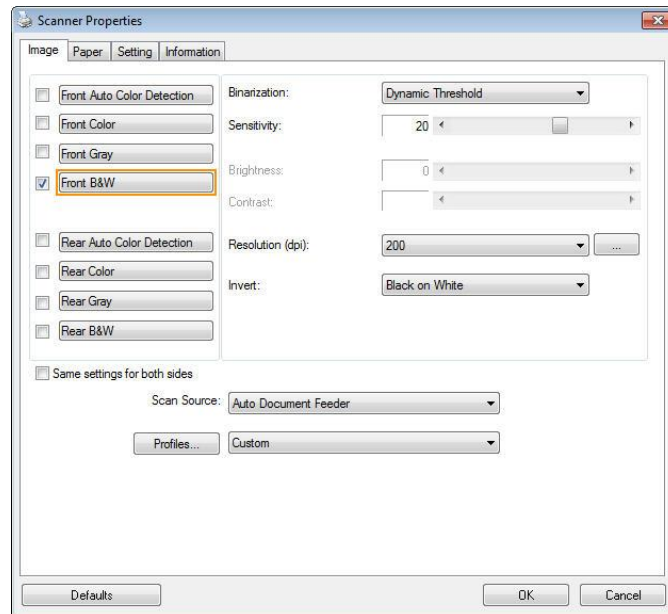 Scanner Properties
Image Paper Setting Information
Front Auto Color Detection
Front Color
Front Gray
Front B&W
Rear Auto Color Detection
Rear Color
Rear Gray
Rear B&W
Binarization: Dynamic Threshold
Sensitivity: 20
Brightness: 0
Contrast:
Resolution (dpi): 200 ...
Invert: Black on White
Same settings for both sides
Scan Source: Auto Document Feeder
Profiles... Custom
Defaults OK Cancel